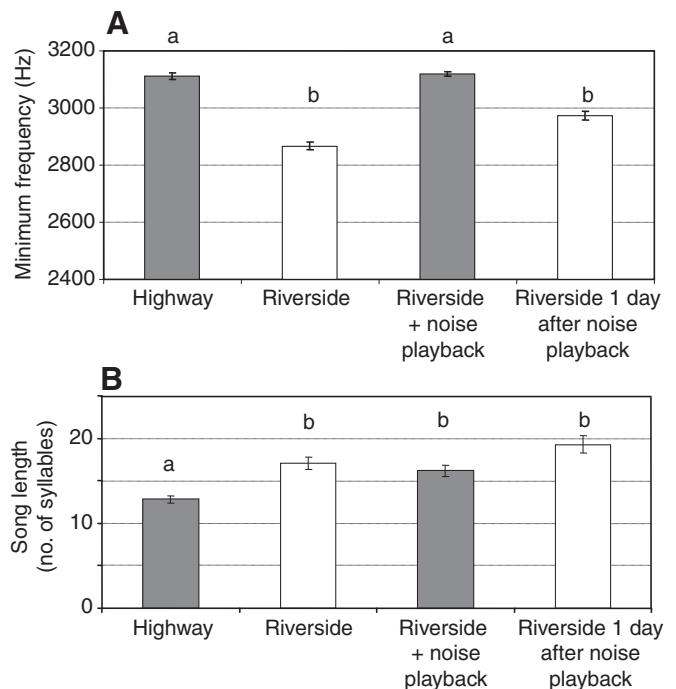 A
Minimum frequency (Hz)
3200
3000
2800
2600
2400
a
b
a
b
Highway
Riverside
Riverside
+ noise
playback
Riverside 1 day
after noise
playback
B
Song length
(no. of syllables)
20
10
0
a
b
b
b
Highway
Riverside
Riverside
+ noise
playback
Riverside 1 day
after noise
playback